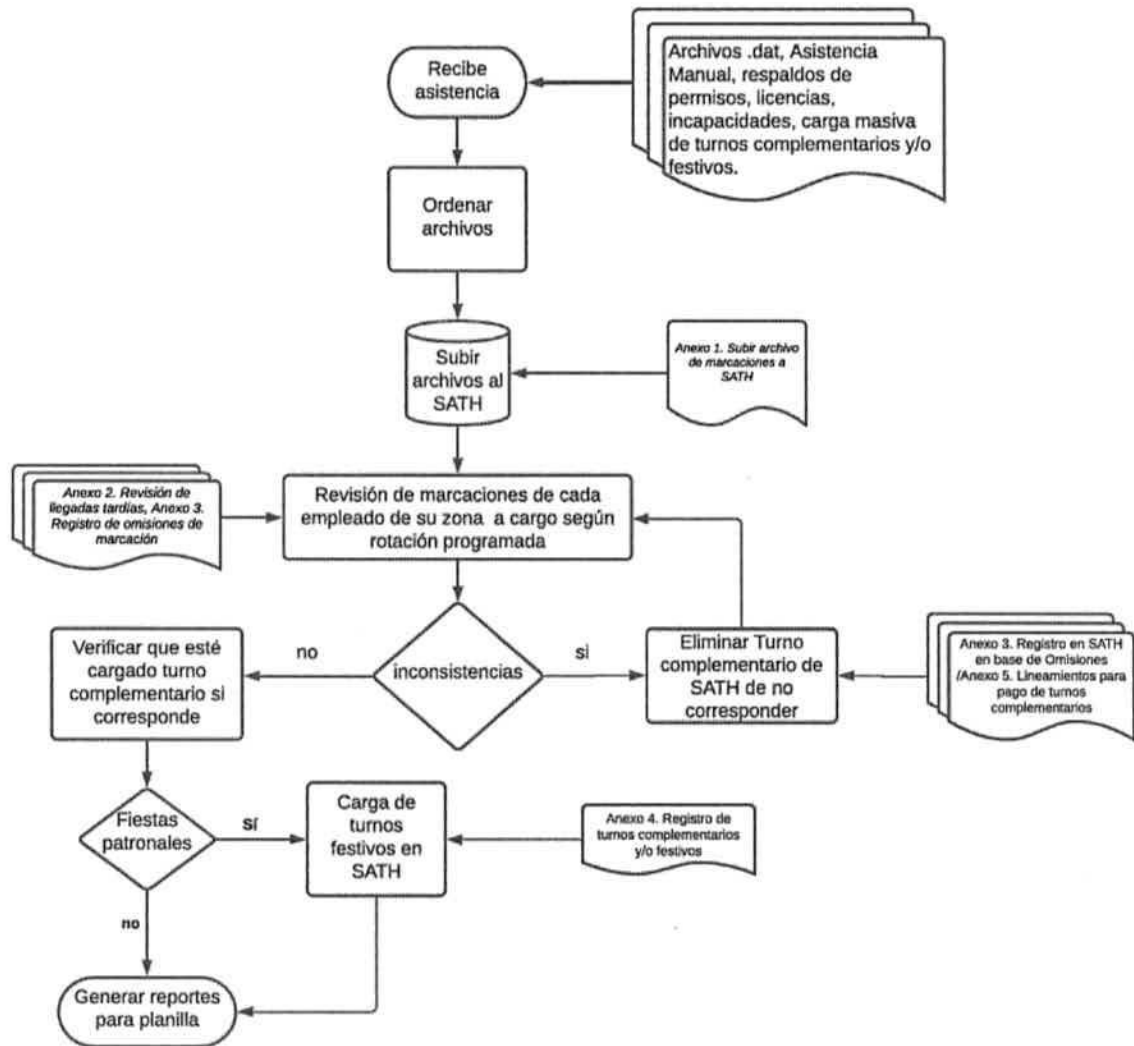 Recibe
asistencia
Archivos .dat, Asistencia
Manual, respaldos de
permisos, licencias,
incapacidades, carga masiva
de turnos complementarios y/o
festivos.
Ordenar
archivos
Subir
archivos al
SATH
Anexo 1. Subir archivo
de marcaciones a
SATH
Anexo 2. Revisión de
llegadas tardías, Anexo 3.
Registro de omisiones de
marcación
Revisión de marcaciones de cada
empleado de su zona a cargo según
rotación programada
Verificar que esté
cargado turno
complementario si
corresponde
no
inconsistencias
si
Eliminar Turno
complementario de
SATH de no
corresponder
Anexo 3. Registro en SATH
en base de Omisiones
/Anexo 5. Lineamientos para
pago de turnos
complementarios
Fiestas
patronales
Sí
Carga de
turnos
festivos en
SATH
Anexo 4. Registro de
turnos complementarios
y/o festivos
no
Generar reportes
para planilla